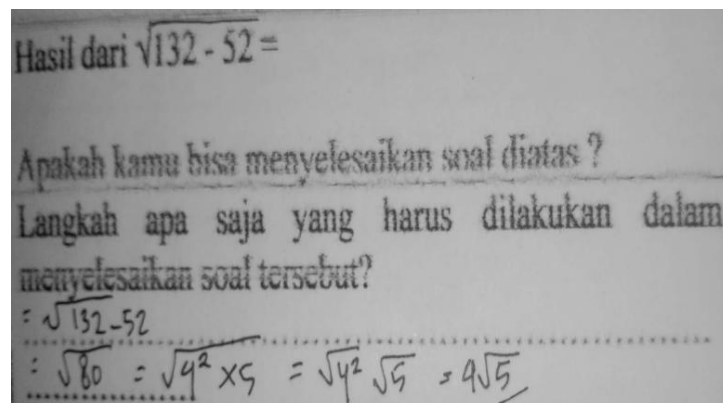 Hasil dari √132 - 52 =
Apakah kamu bisa menyelesaikan soal diatas ?
Langkah apa saja yang harus dilakukan dalam
menyelesaikan soal tersebut?
= √132-52
= √80 = √4² × 5 = √4² √5 = 4√5